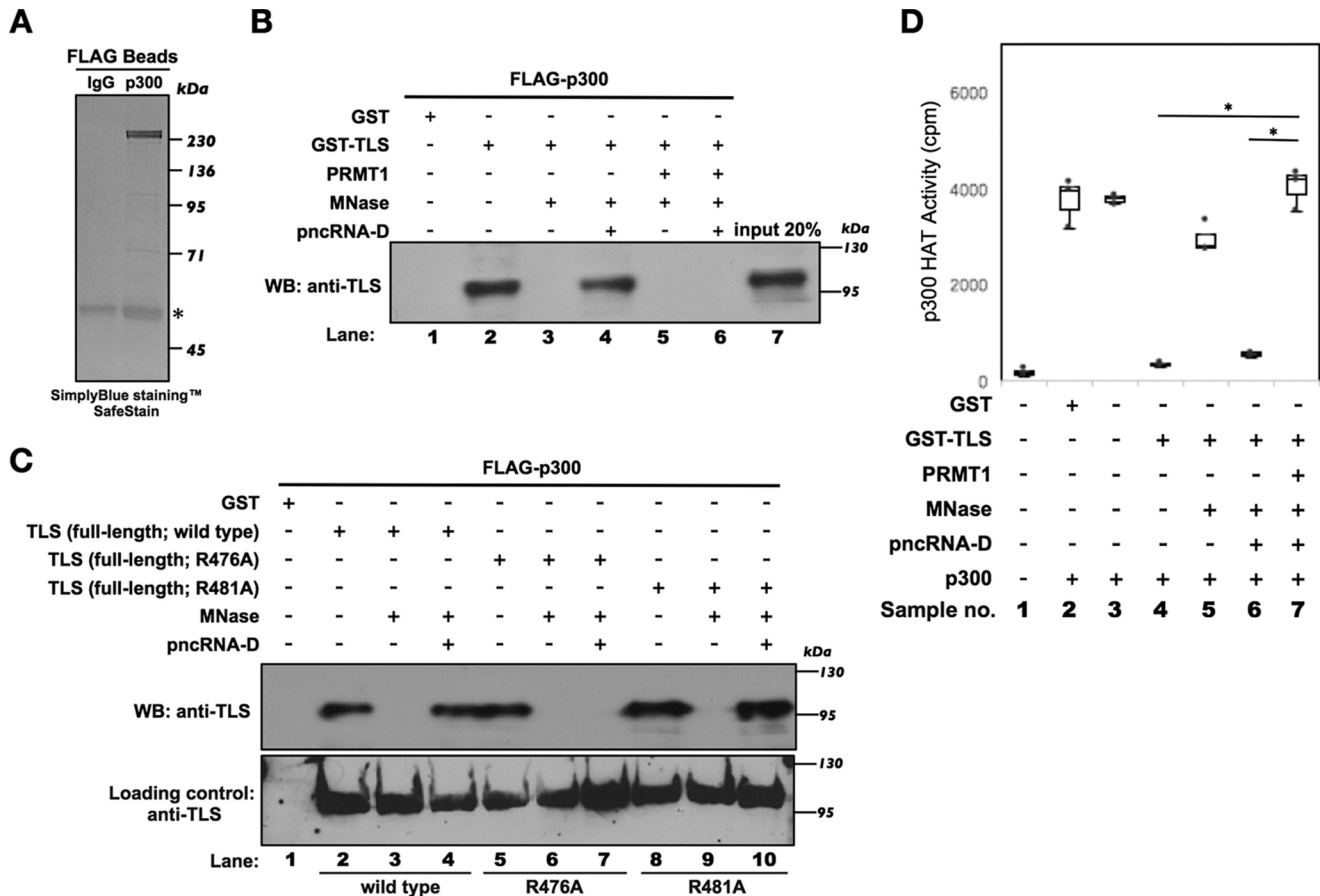 A
FLAG Beads
IgG p300 kDa
230
136
95
71
*
45
SimplyBlue staining™
SafeStain
B
FLAG-p300
GST + - - - - -
GST-TLS - + + + + +
PRMT1 - - - - + +
MNase - - + + + +
pncRNA-D - - - + - + input 20% kDa
130
WB: anti-TLS
95
Lane: 1 2 3 4 5 6 7
C
FLAG-p300
GST + - - - - - - - - -
TLS (full-length; wild type) - + + + - - - - - -
TLS (full-length; R476A) - - - - + + + - - -
TLS (full-length; R481A) - - - - - - - + + +
MNase - - + + - + + - + +
pncRNA-D - - - + - - + - - +
kDa
130
WB: anti-TLS
95
130
Loading control:
anti-TLS
95
Lane: 1 2 3 4 5 6 7 8 9 10
wild type R476A R481A
D
p300 HAT Activity (cpm)
6000
*
*
4000
2000
0
GST - + - - - - -
GST-TLS - - - + + + +
PRMT1 - - - - - - +
MNase - - - - + + +
pncRNA-D - - - - - + +
p300 - + + + + + +
Sample no. 1 2 3 4 5 6 7